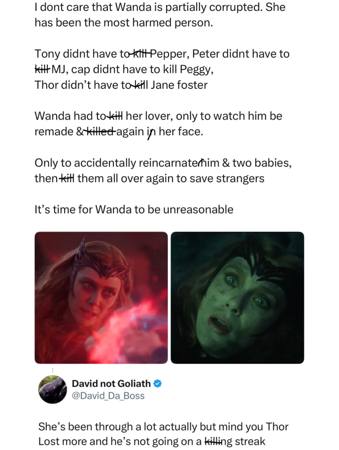 I dont care that Wanda is partially corrupted. She
has been the most harmed person.
Tony didnt have to kill Pepper, Peter didnt have to
kill MJ, cap didnt have to kill Peggy,
Thor didn't have to kill Jane foster
Wanda had to kill her lover, only to watch him be
remade & killed again in her face.
Only to accidentally reincarnate him & two babies,
then kill them all over again to save strangers
It's time for Wanda to be unreasonable
David not Goliath
@David_Da_Boss
She's been through a lot actually but mind you Thor
Lost more and he's not going on a killing streak